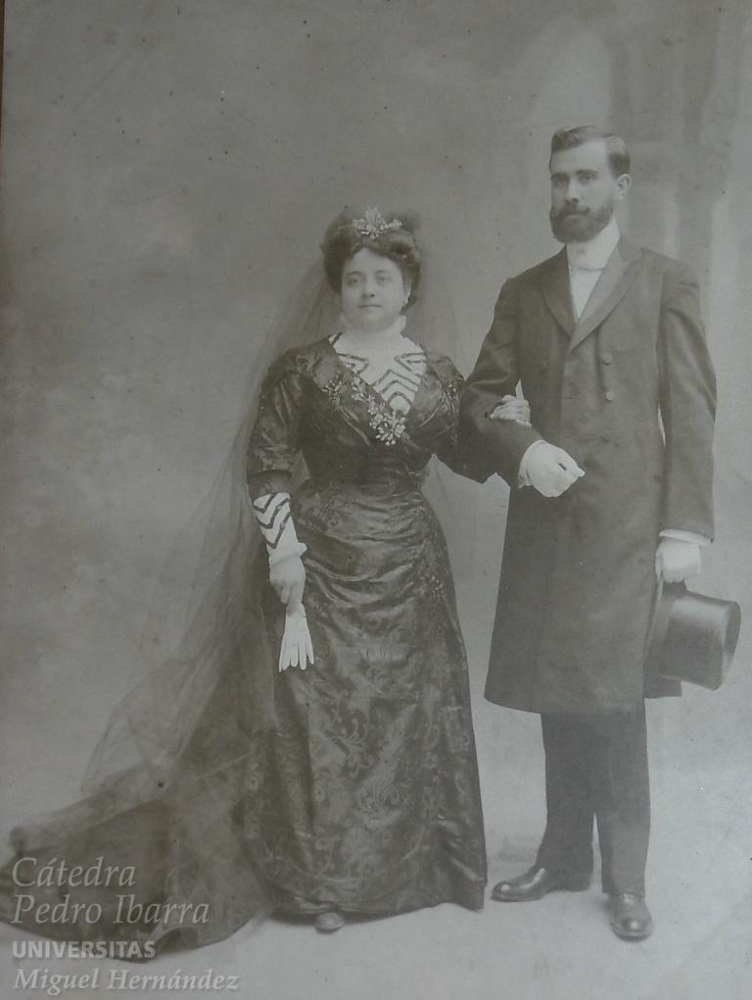 Cátedra
Pedro Ibarra
UNIVERSITAS
Miguel Hernández